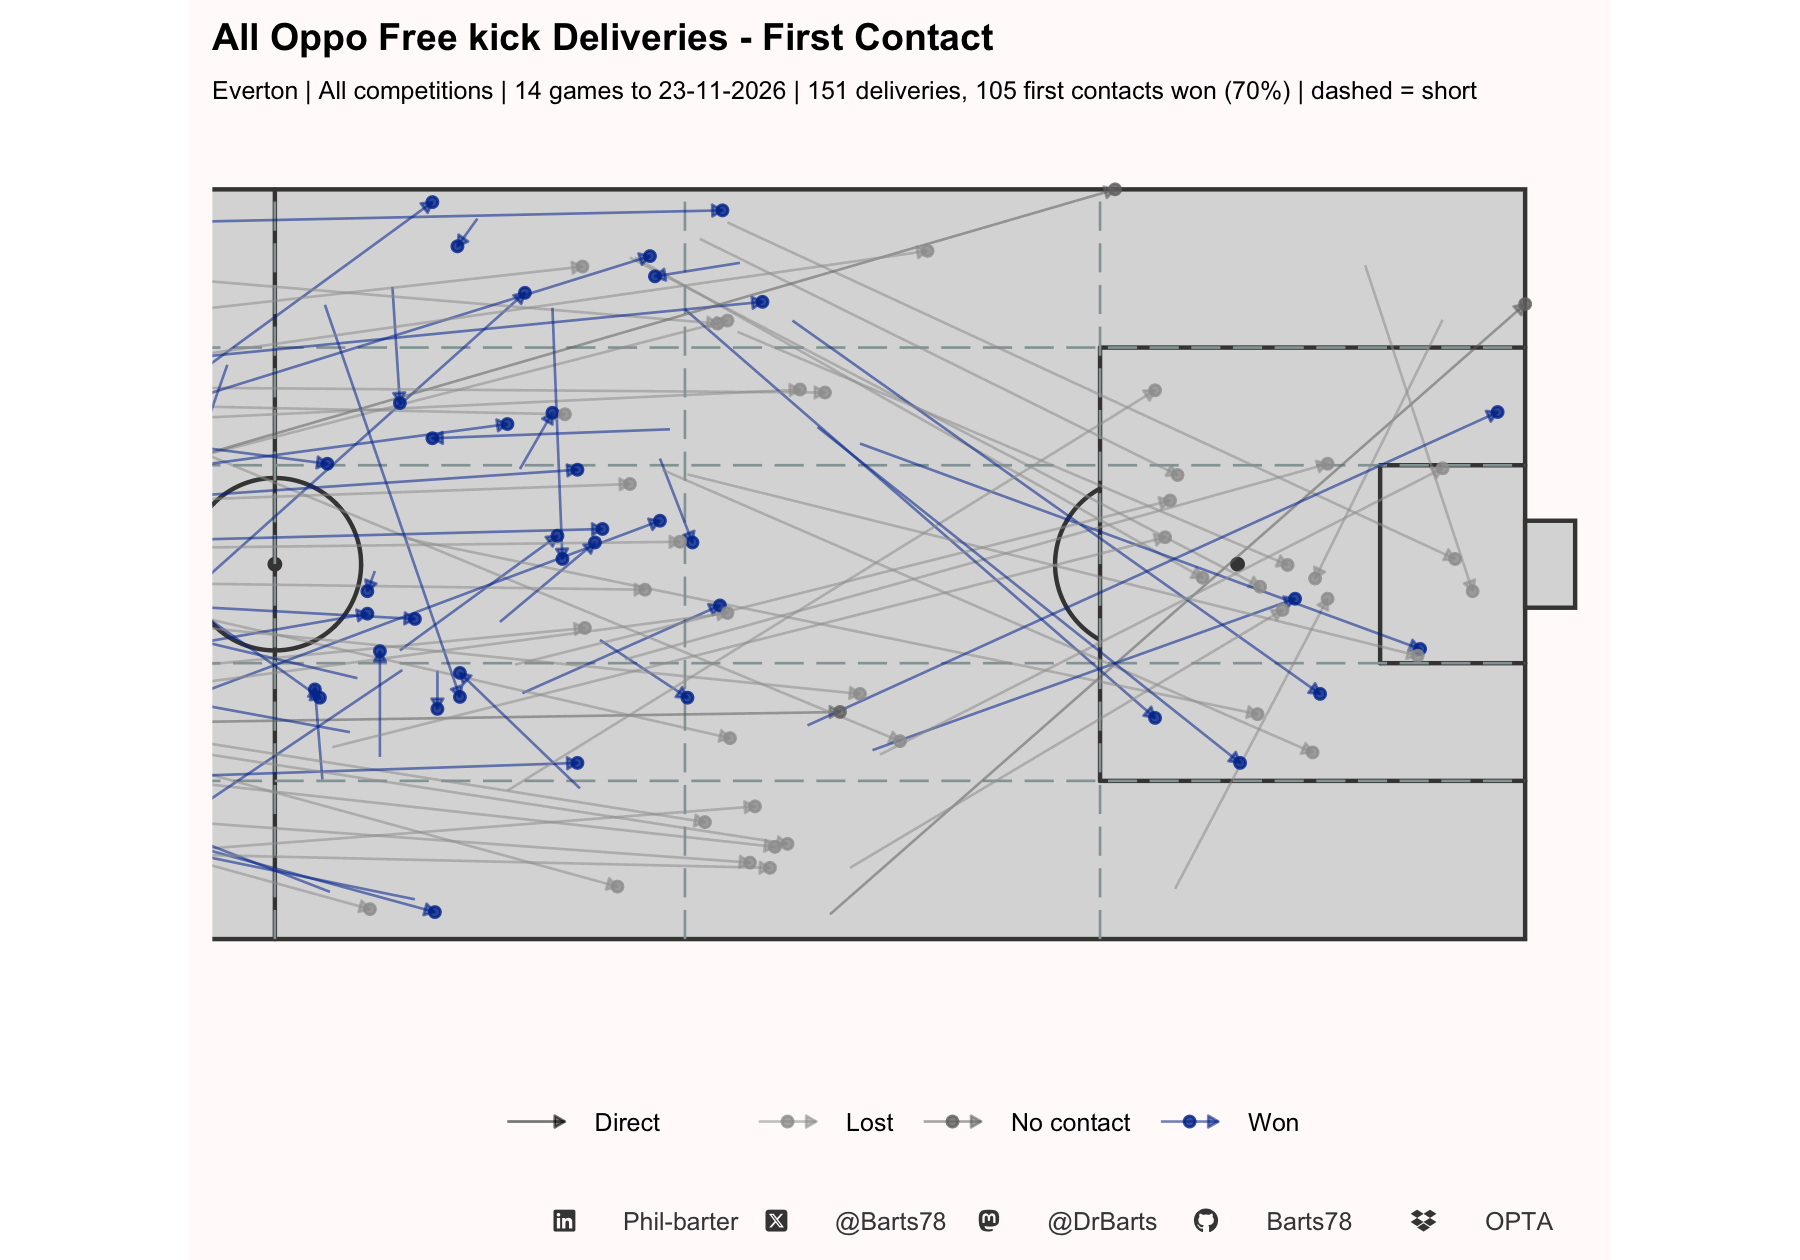 All Oppo Free kick Deliveries - First Contact
Everton | All competitions | 14 games to 23-11-2026 | 151 deliveries, 105 first contacts won (70%) | dashed = short
Direct Lost No contact Won
Phil-barter @Barts78 @DrBarts Barts78 OPTA